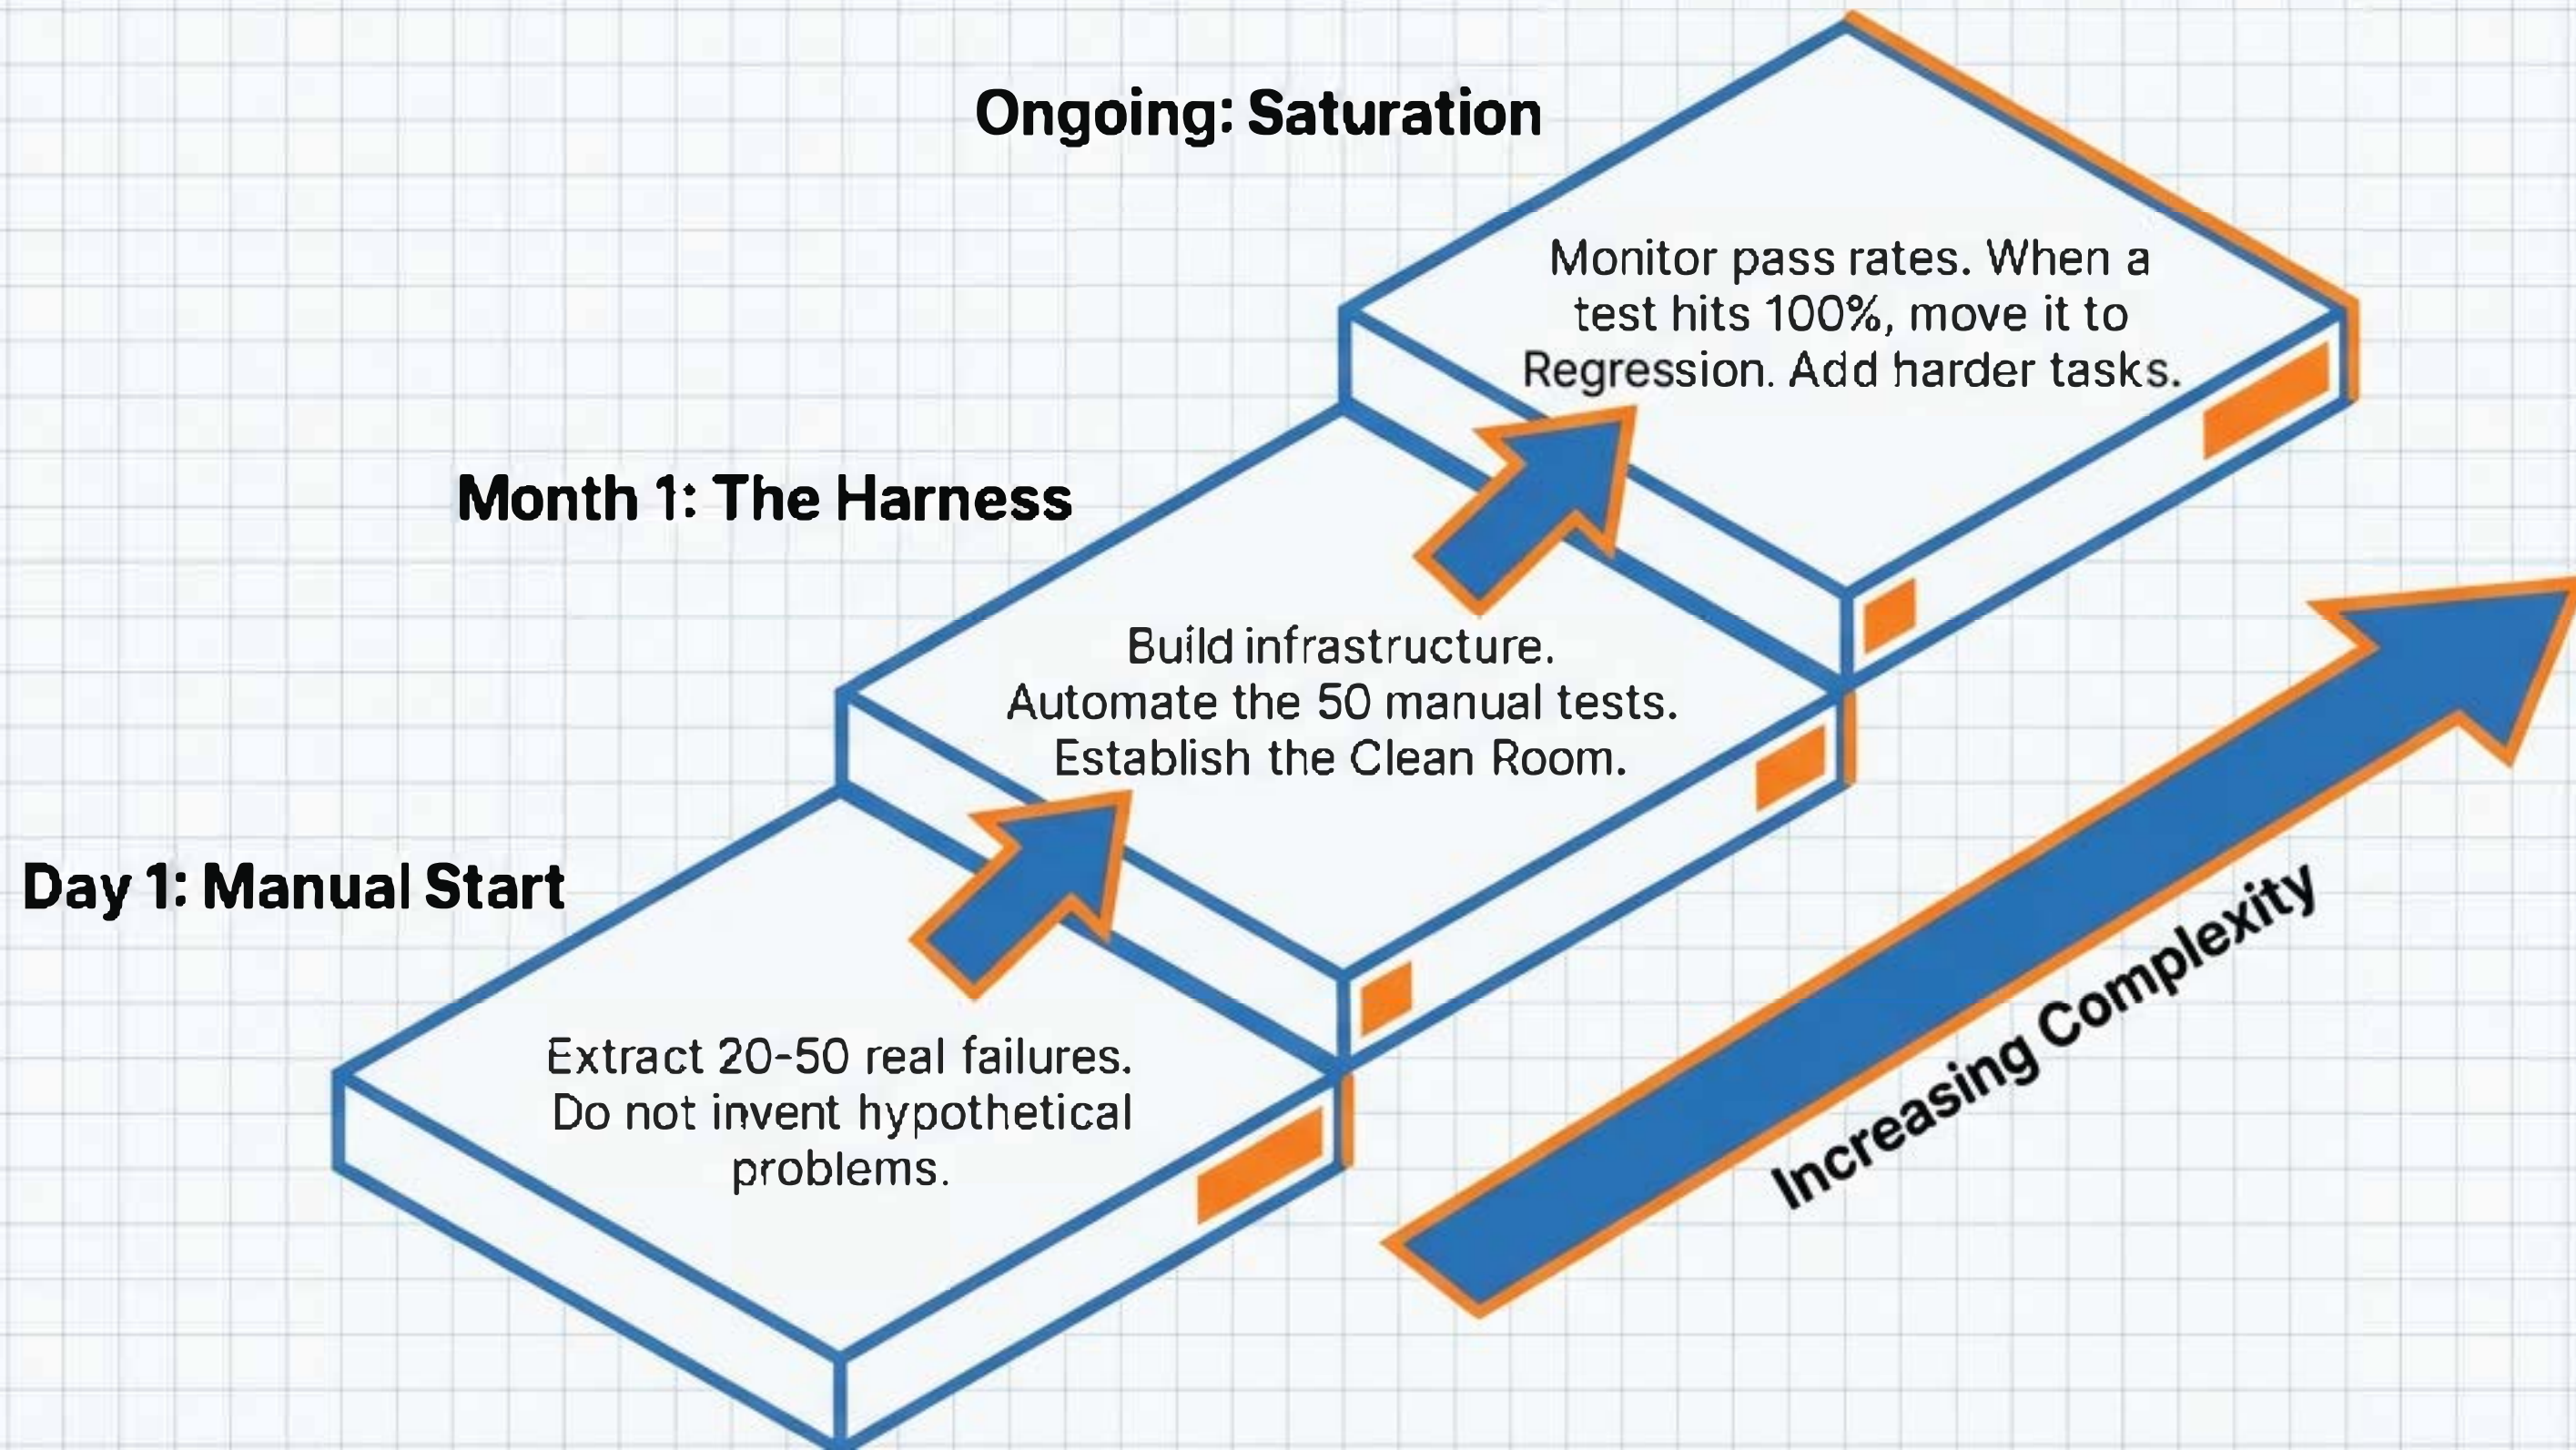 Ongoing: Saturation
Monitor pass rates. When a
test hits 100%, move it to
Regression. Add harder tasks.
Month 1: The Harness
Build infrastructure.
Automate the 50 manual tests.
Establish the Clean Room.
Day 1: Manual Start
Extract 20-50 real failures.
Do not invent hypothetical
problems.
Increasing Complexity